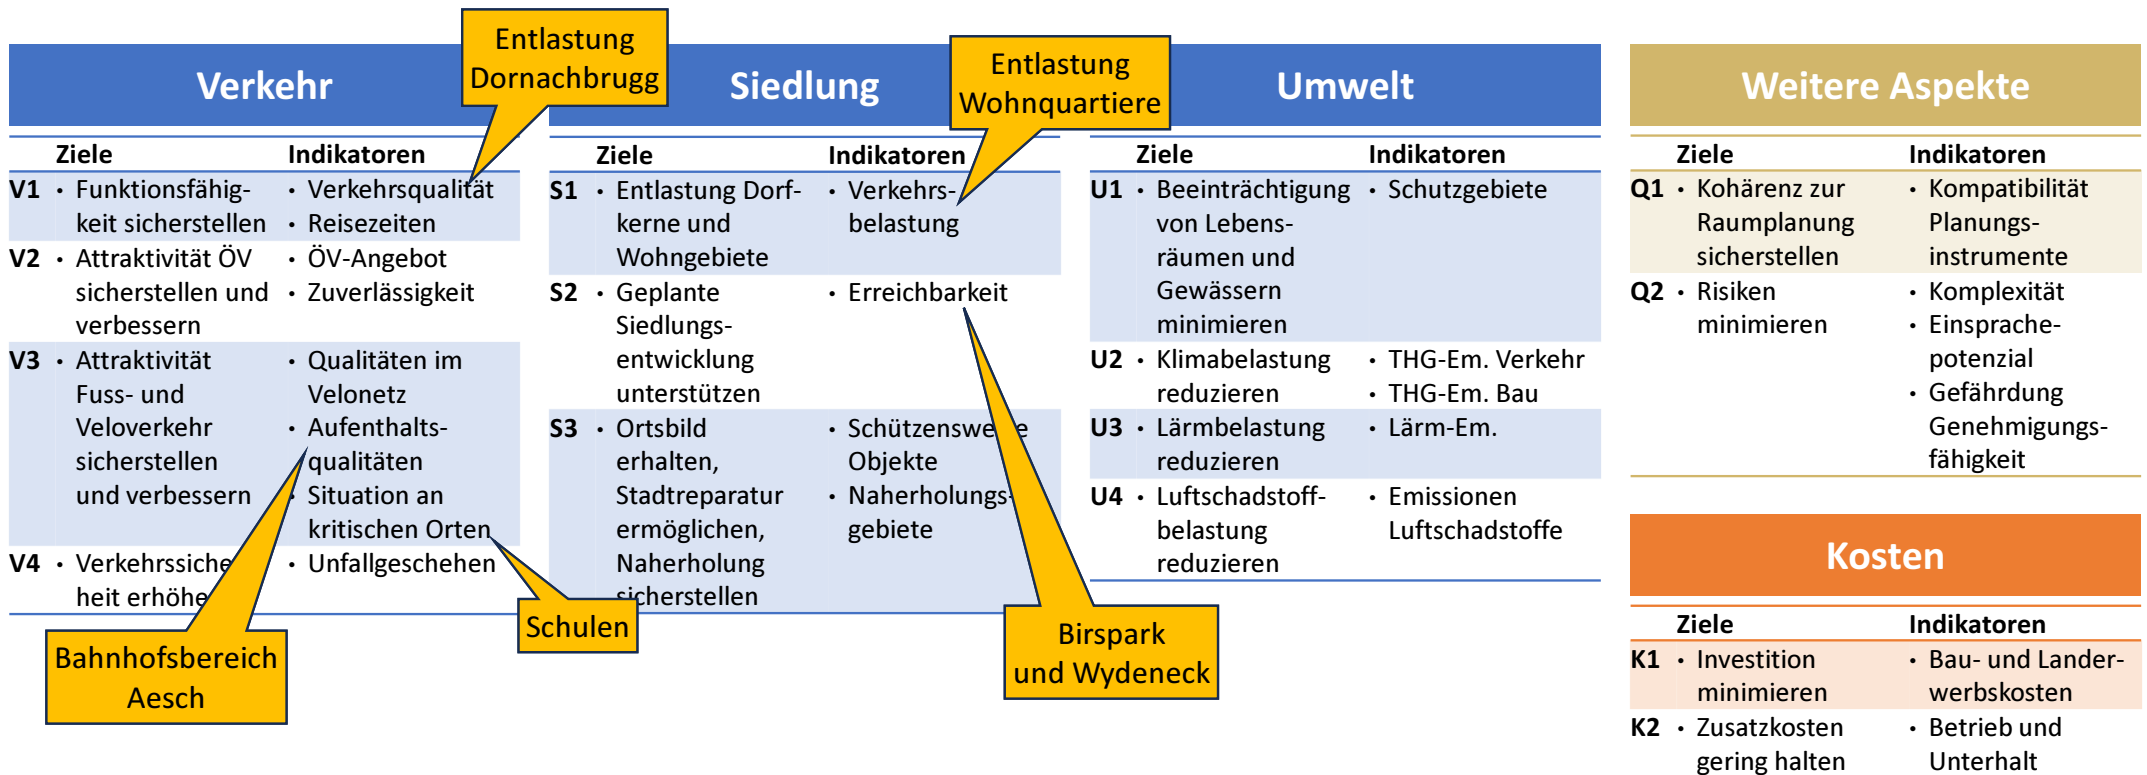 Verkehr
Entlastung
Dornachbrugg
Ziele Indikatoren
V1 • Funktionsfähig- • Verkehrsqualität
keit sicherstellen • Reisezeiten
V2 • Attraktivität ÖV • ÖV-Angebot
sicherstellen und • Zuverlässigkeit
verbessern
V3 • Attraktivität • Qualitäten im
Fuss- und Velonetz
Veloverkehr • Aufenthalts-
sicherstellen qualitäten
und verbessern • Situation an
kritischen Orten
V4 • Verkehrssiche • Unfallgeschehen
heit erhöhe
Bahnhofsbereich
Aesch
Schulen
Siedlung
Entlastung
Wohnquartiere
Ziele Indikatoren
S1 • Entlastung Dorf- • Verkehrs-
kerne und belastung
Wohngebiete
S2 • Geplante • Erreichbarkeit
Siedlungs-
entwicklung
unterstützen
S3 • Ortsbild • Schützenswerte
erhalten, Objekte
Stadtreparatur • Naherholungs-
ermöglichen, gebiete
Naherholung
sicherstellen
Birspark
und Wydeneck
Umwelt
Ziele Indikatoren
U1 • Beeinträchtigung • Schutzgebiete
von Lebens-
räumen und
Gewässern
minimieren
U2 • Klimabelastung • THG-Em. Verkehr
reduzieren • THG-Em. Bau
U3 • Lärmbelastung • Lärm-Em.
reduzieren
U4 • Luftschadstoff- • Emissionen
belastung Luftschadstoffe
reduzieren
Weitere Aspekte
Ziele Indikatoren
Q1 • Kohärenz zur • Kompatibilität
Raumplanung Planungs-
sicherstellen instrumente
Q2 • Risiken • Komplexität
minimieren • Einsprache-
potenzial
• Gefährdung
Genehmigungs-
fähigkeit
Kosten
Ziele Indikatoren
K1 • Investition • Bau- und Lander-
minimieren werbskosten
K2 • Zusatzkosten • Betrieb und
gering halten Unterhalt